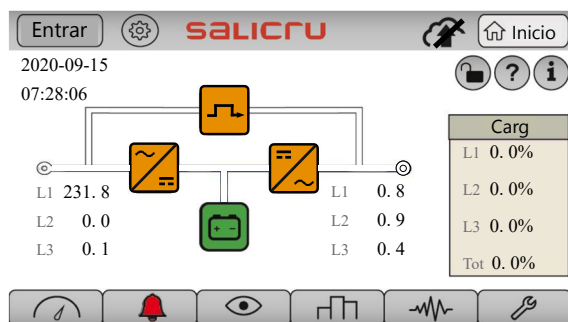 Entrar SALICRU Inicio
2020-09-15
07:28:06
? i
Carg
L1 0. 0%
L2 0. 0%
L3 0. 0%
Tot 0. 0%
L1 231. 8
L2 0. 0
L3 0. 1
L1 0. 8
L2 0. 9
L3 0. 4